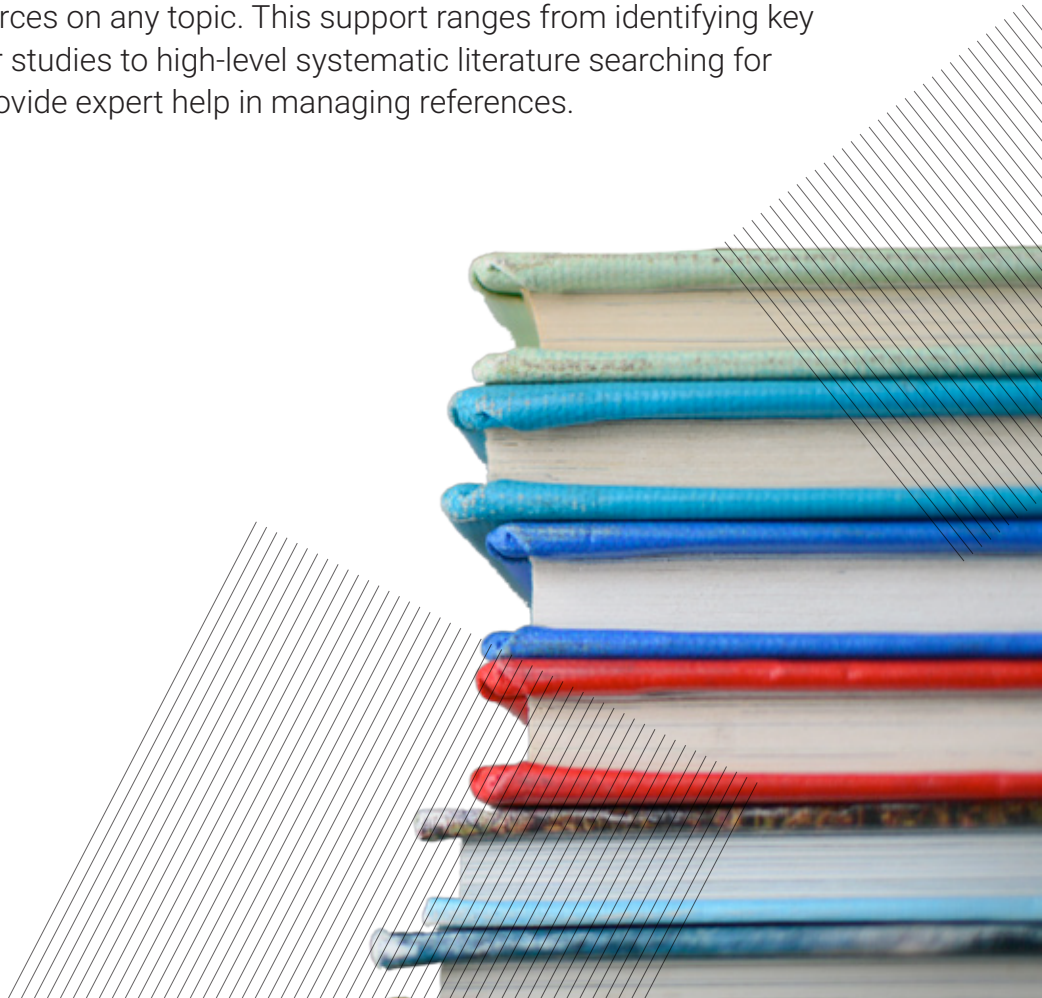 rces on any topic. This support ranges from identifying key
r studies to high-level systematic literature searching for
ovide expert help in managing references.